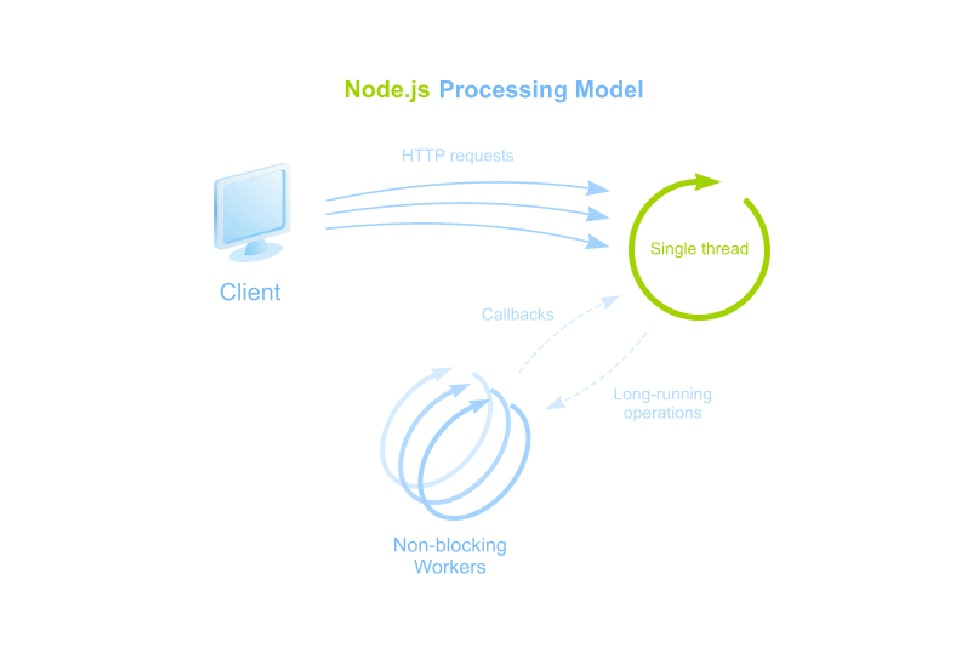 Node.js Processing Model
HTTP requests
Single thread
Client
Callbacks
Long-running
operations
Non-blocking
Workers